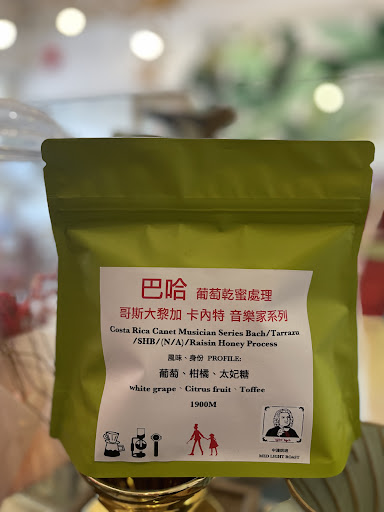 巴哈 葡萄乾蜜處理
哥斯大黎加 卡內特 音樂家系列
Costa Rica Canet Musician Series Bach/Tarrazu
/SHB/(N/A)/Raisin Honey Process
風味、身份 PROFILE:
葡萄、柑橘、太妃糖
white grape、Citrus fruit、Toffee
1900M
中淺烘焙
MED LIGHT ROAST